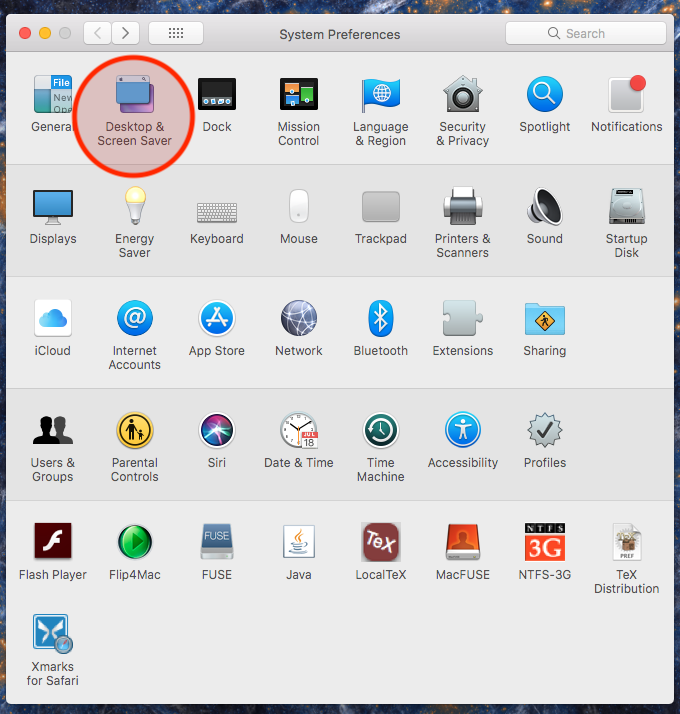 System Preferences
Search
File
New
Ope
General
Desktop &
Screen Saver
Dock
Mission
Control
Language
& Region
Security
& Privacy
Spotlight
Notifications
Displays
Energy
Saver
Keyboard
Mouse
Trackpad
Printers &
Scanners
Sound
Startup
Disk
iCloud
Internet
Accounts
App Store
Network
Bluetooth
Extensions
Sharing
JUL
18
Users &
Groups
Parental
Controls
Siri
Date & Time
Time
Machine
Accessibility
Profiles
FUSE
TeX
NTFS
3G
PREF
Flash Player
Flip4Mac
FUSE
Java
LocalTeX
MacFUSE
NTFS-3G
TeX
Distribution
Xmarks
for Safari